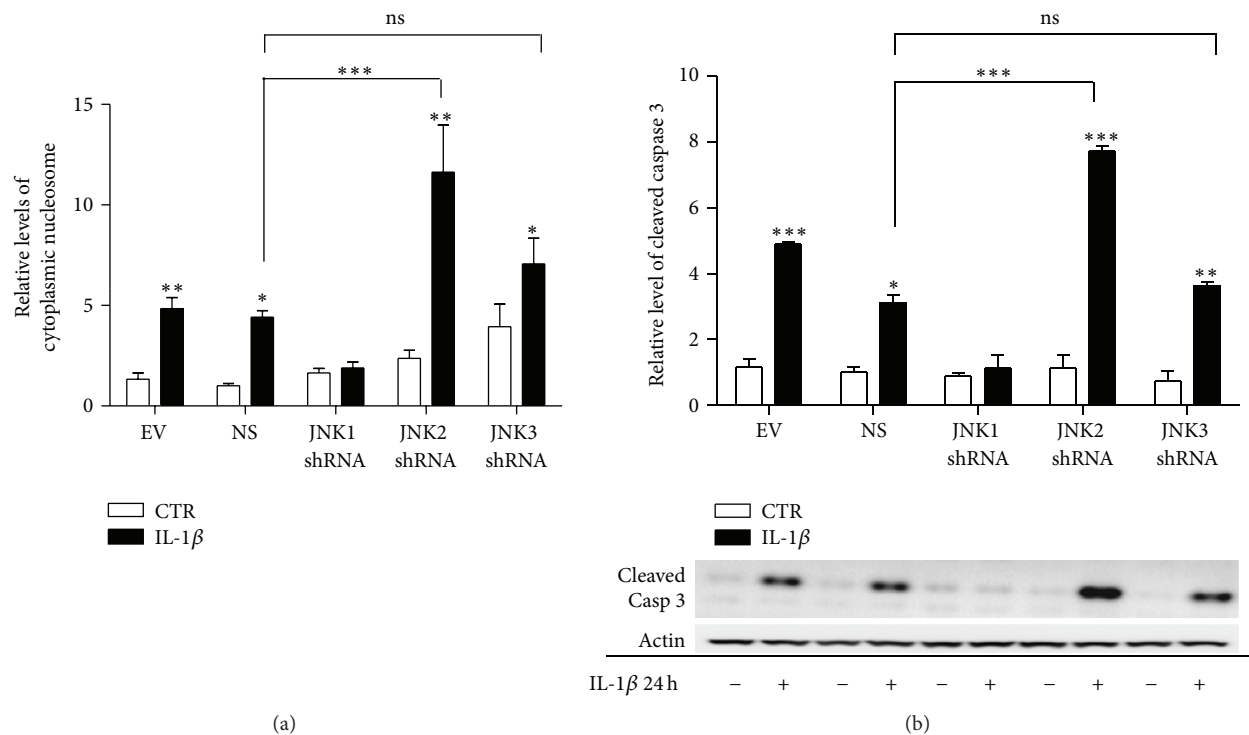 ns
***
15
10
5
0
Relative levels of
cytoplasmic nucleosome
**
*
**
*
EV NS JNK1 JNK2 JNK3
shRNA shRNA shRNA
CTR
IL-1β
(a)
ns
***
10
8
6
4
2
0
Relative level of cleaved caspase 3
***
*
***
**
EV NS JNK1 JNK2 JNK3
shRNA shRNA shRNA
CTR
IL-1β
Cleaved
Casp 3
Actin
IL-1β 24 h − + − + − + − + − +
(b)